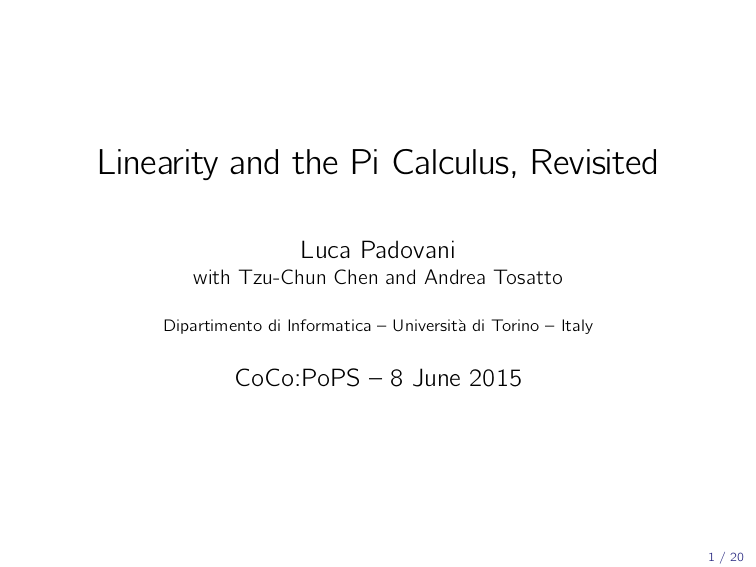 Linearity and the Pi Calculus, Revisited
Luca Padovani
with Tzu-Chun Chen and Andrea Tosatto
Dipartimento di Informatica – Università di Torino – Italy
CoCo:PoPS – 8 June 2015
1 / 20